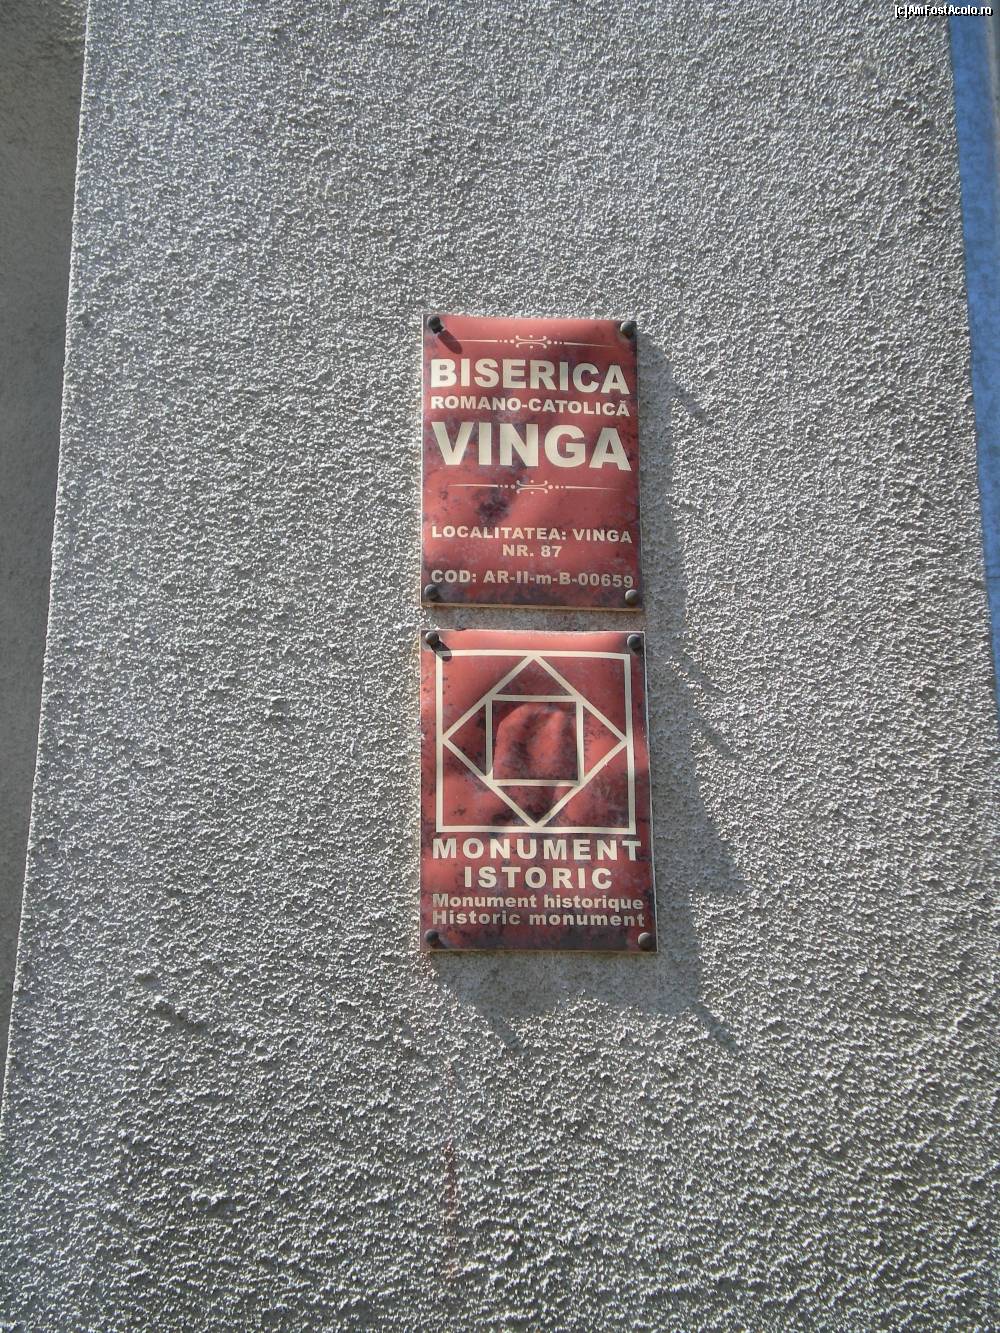 [c]AmFostAcolo.ro
BISERICA
ROMANO-CATOLICĂ
VINGA
LOCALITATEA: VINGA
NR. 87
COD: AR-II-m-B-00659
MONUMENT
ISTORIC
Monument historique
Historic monument